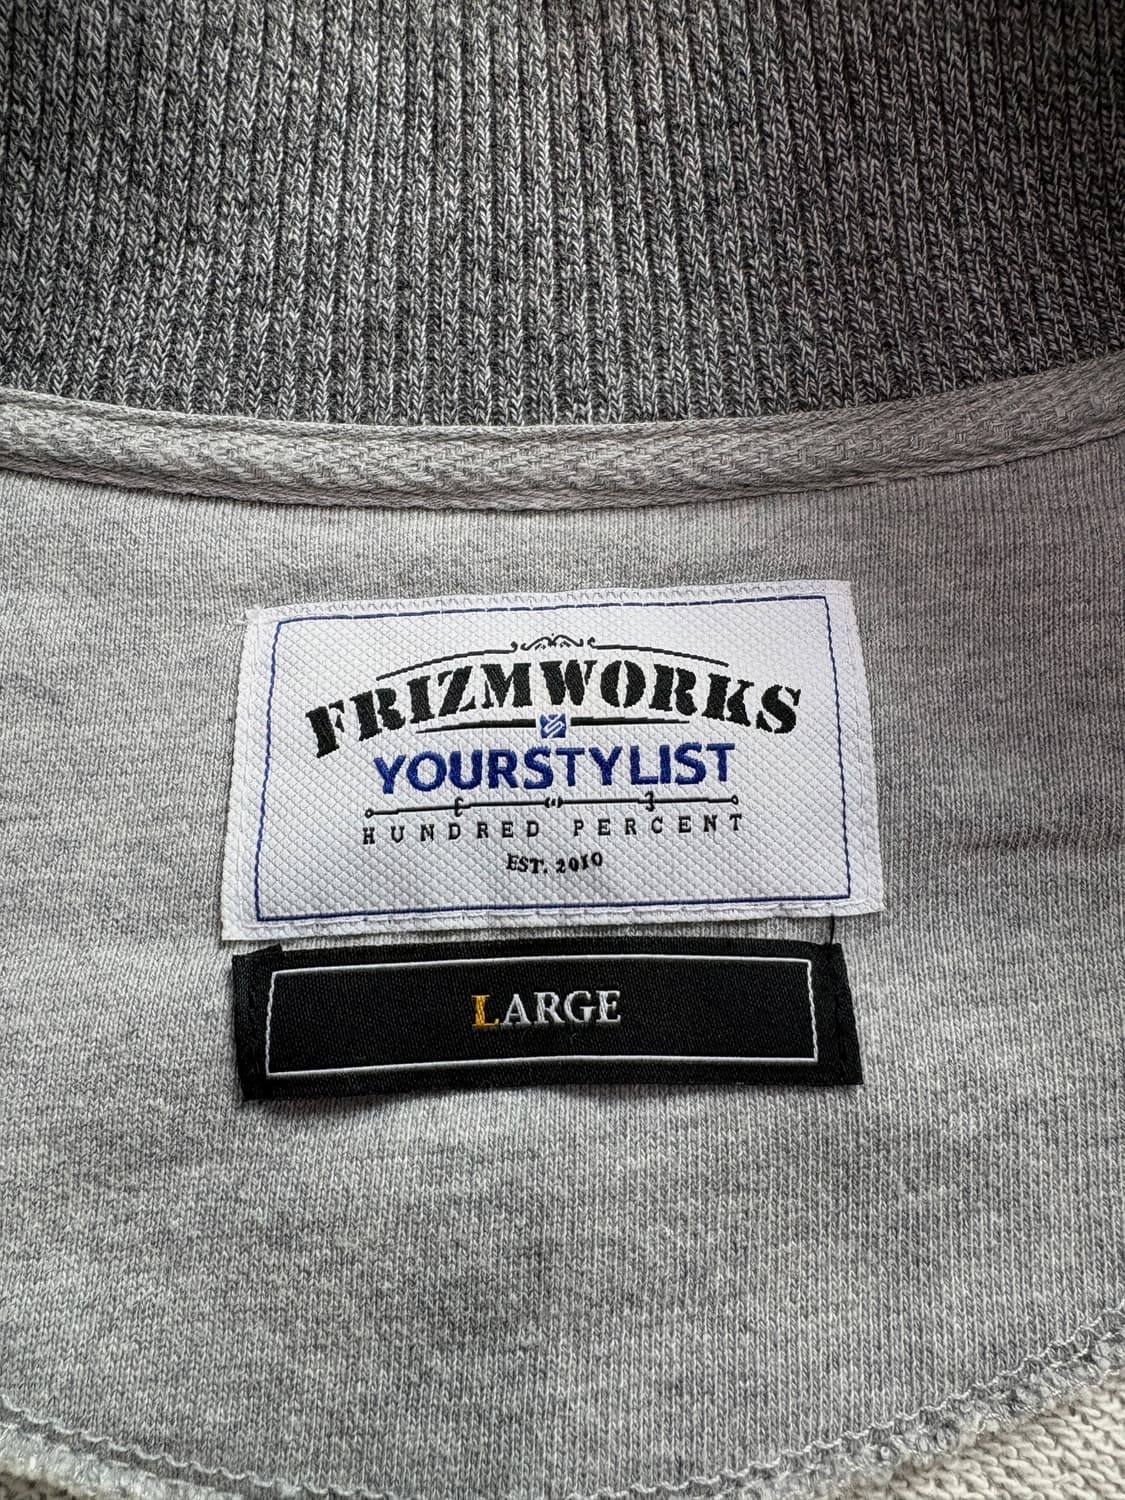 FRIZMWORKS
YOURSTYLIST
HUNDRED PERCENT
EST. 2010
LARGE